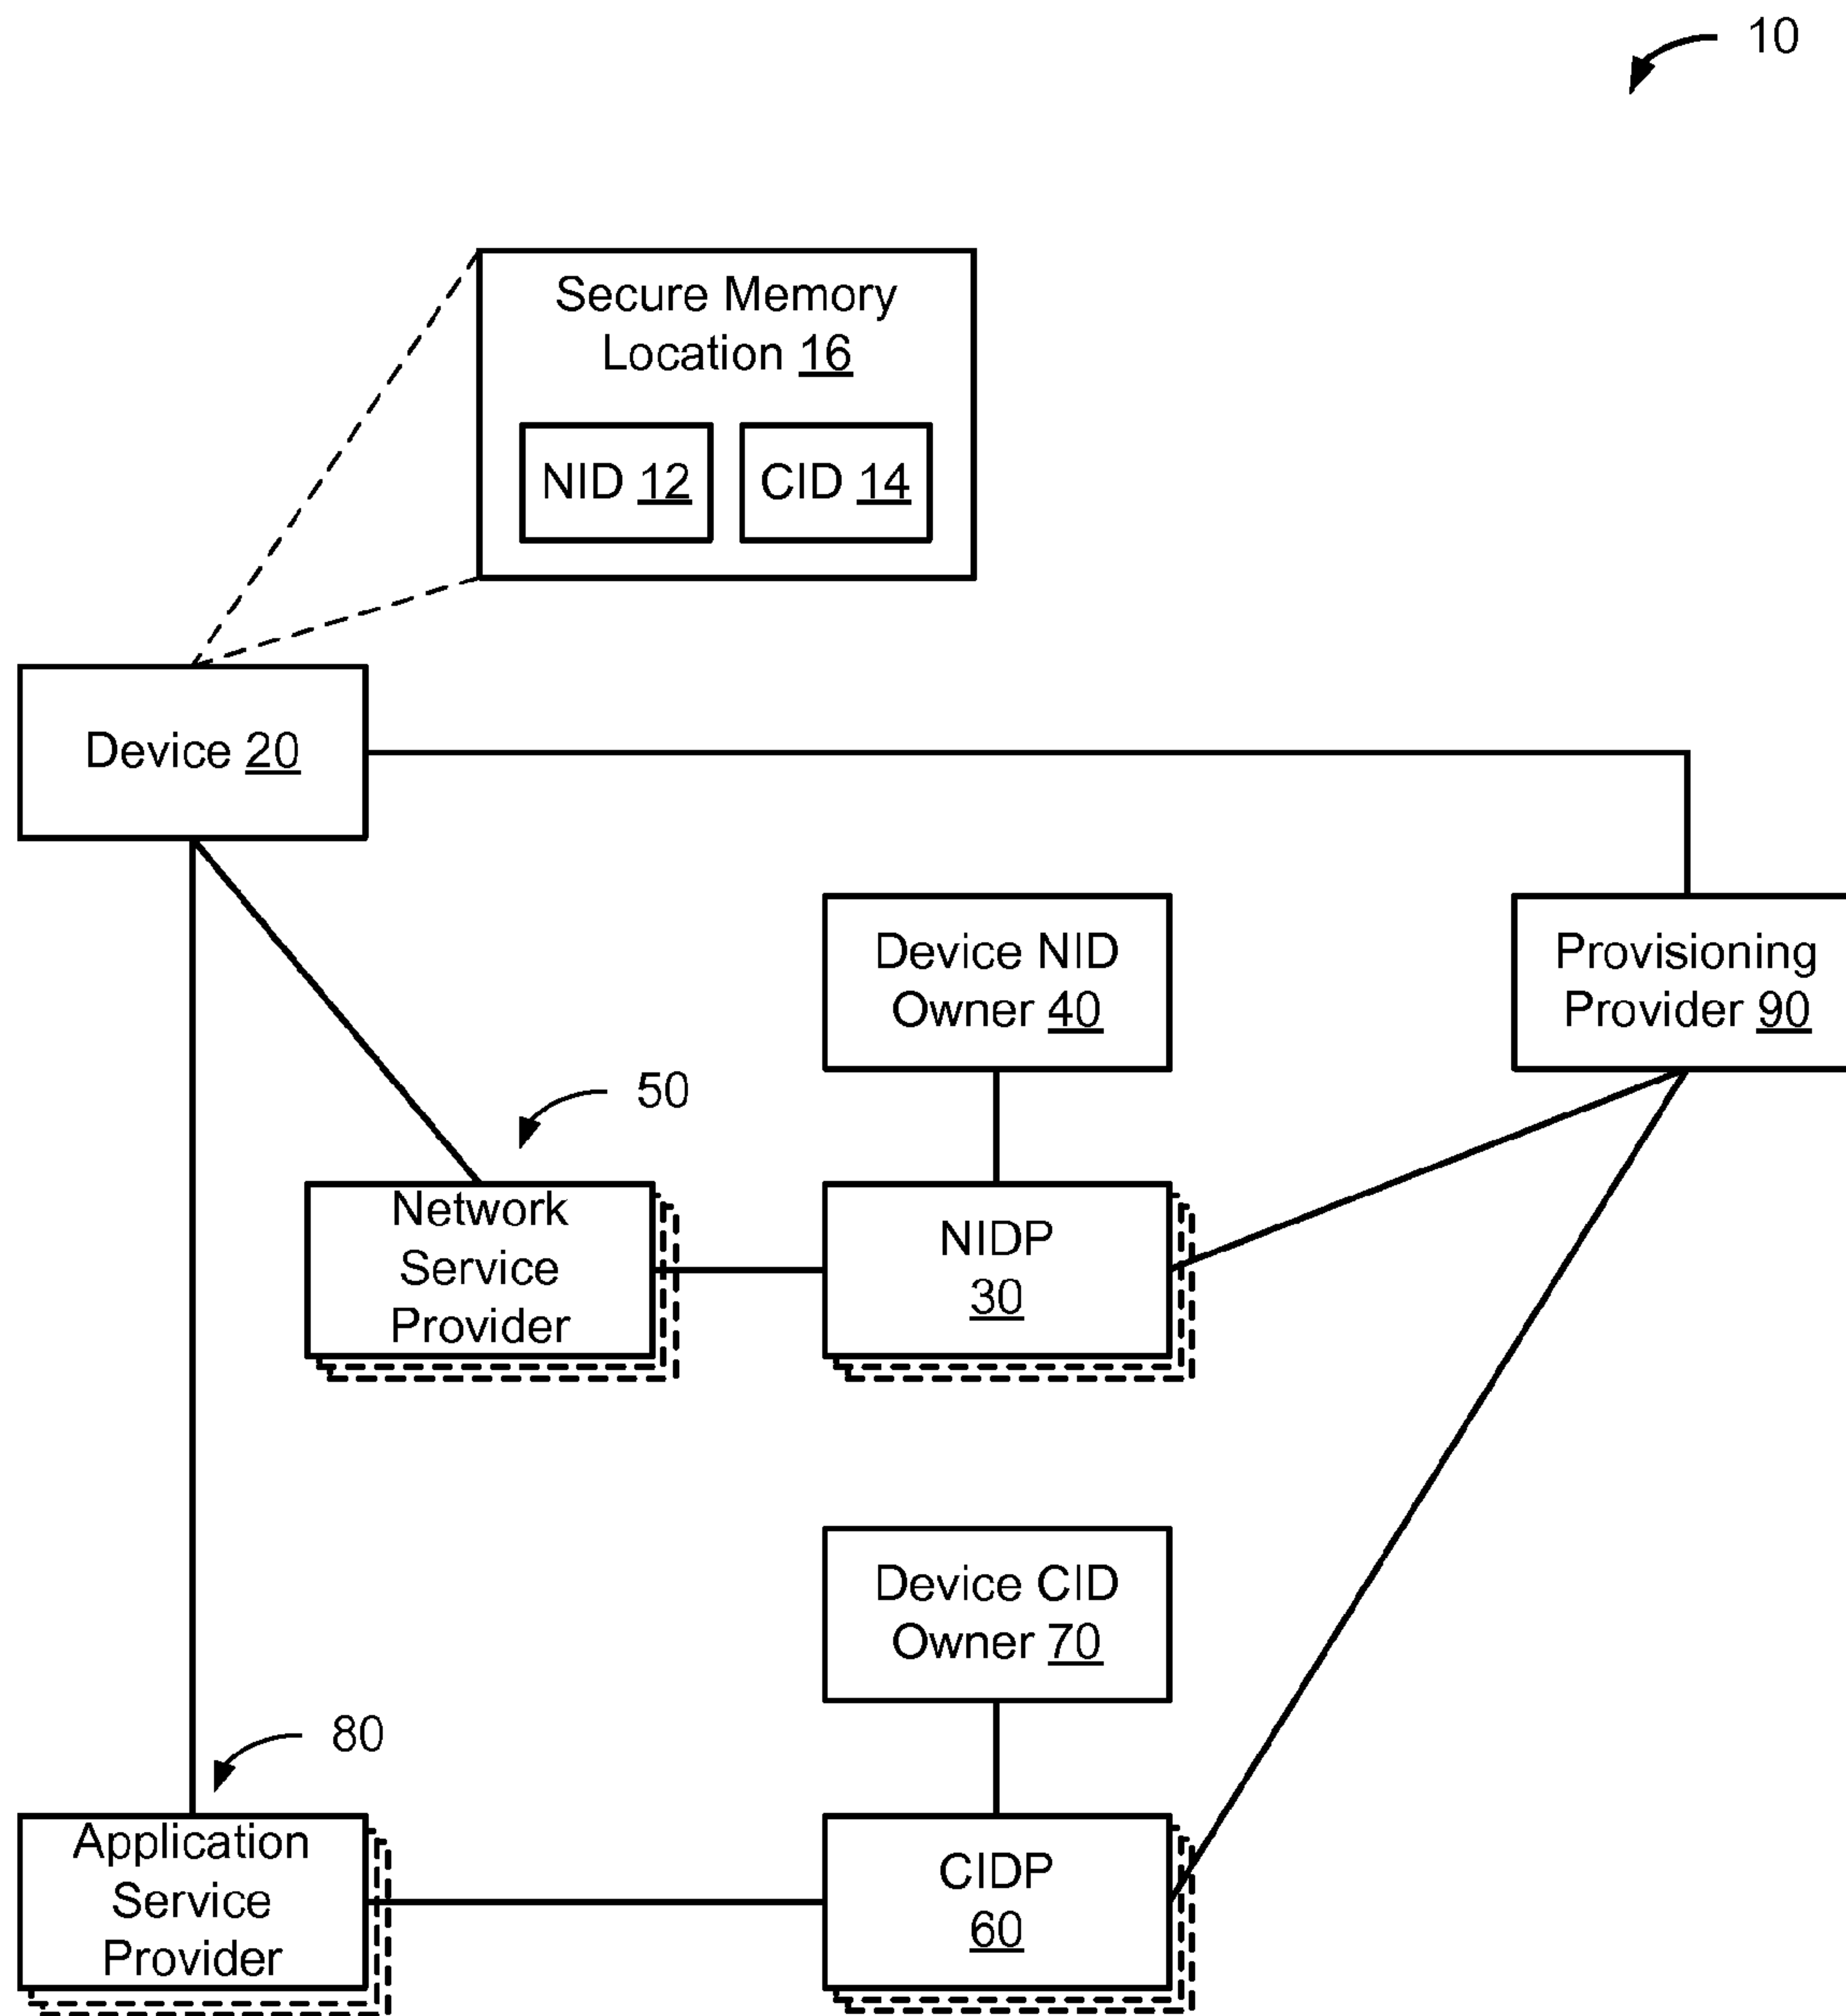 10
Secure Memory
Location 16
NID 12
CID 14
Device 20
Device NID
Owner 40
Provisioning
Provider 90
50
Network
Service
Provider
NIDP
30
Device CID
Owner 70
80
Application
Service
Provider
CIDP
60